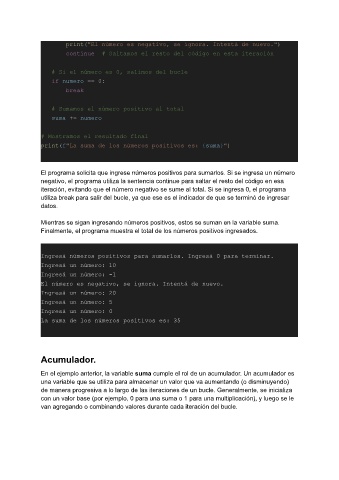 print("El número es negativo, se ignora. Intentá de nuevo.")
continue # Saltamos el resto del código en esta iteración
# Si el número es 0, salimos del bucle
if numero == 0:
break
# Sumamos el número positivo al total
suma += numero
# Mostramos el resultado final
print(f"La suma de los números positivos es: {suma}")
El programa solicita que ingrese números positivos para sumarlos. Si se ingresa un número
negativo, el programa utiliza la sentencia continue para saltar el resto del código en esa
iteración, evitando que el número negativo se sume al total. Si se ingresa 0, el programa
utiliza break para salir del bucle, ya que ese es el indicador de que se terminó de ingresar
datos.
Mientras se sigan ingresando números positivos, estos se suman en la variable suma.
Finalmente, el programa muestra el total de los números positivos ingresados.
Ingresá números positivos para sumarlos. Ingresá 0 para terminar.
Ingresá un número: 10
Ingresá un número: -1
El número es negativo, se ignora. Intentá de nuevo.
Ingresá un número: 20
Ingresá un número: 5
Ingresá un número: 0
La suma de los números positivos es: 35
Acumulador.
En el ejemplo anterior, la variable suma cumple el rol de un acumulador. Un acumulador es
una variable que se utiliza para almacenar un valor que va aumentando (o disminuyendo)
de manera progresiva a lo largo de las iteraciones de un bucle. Generalmente, se inicializa
con un valor base (por ejemplo, 0 para una suma o 1 para una multiplicación), y luego se le
van agregando o combinando valores durante cada iteración del bucle.